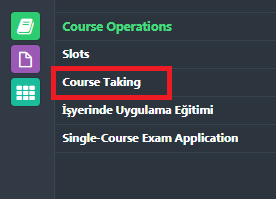 Course Operations
Slots
Course Taking
İşyerinde Uygulama Eğitimi
Single-Course Exam Application